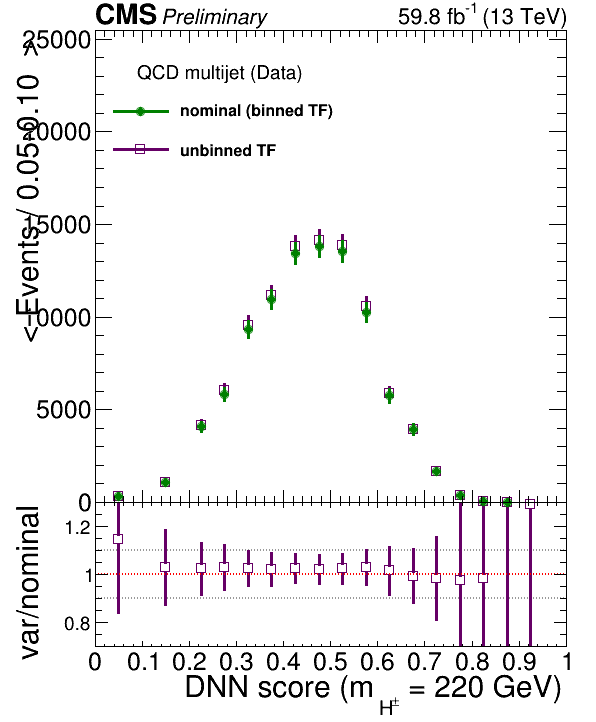 CMS Preliminary 59.8 fb-1 (13 TeV)
< Events / 0.05-0.10 >
25000
20000
15000
10000
5000
0
QCD multijet (Data)
nominal (binned TF)
unbinned TF
var/nominal
1.2
1
0.8
0 0.1 0.2 0.3 0.4 0.5 0.6 0.7 0.8 0.9 1
DNN score (m H± = 220 GeV)